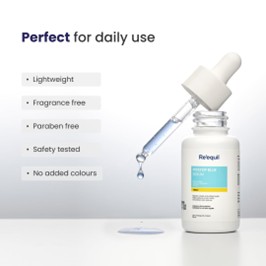 Perfect for daily use
Lightweight
Fragrance free
Paraben free
Safety tested
No added colours
Re'equil